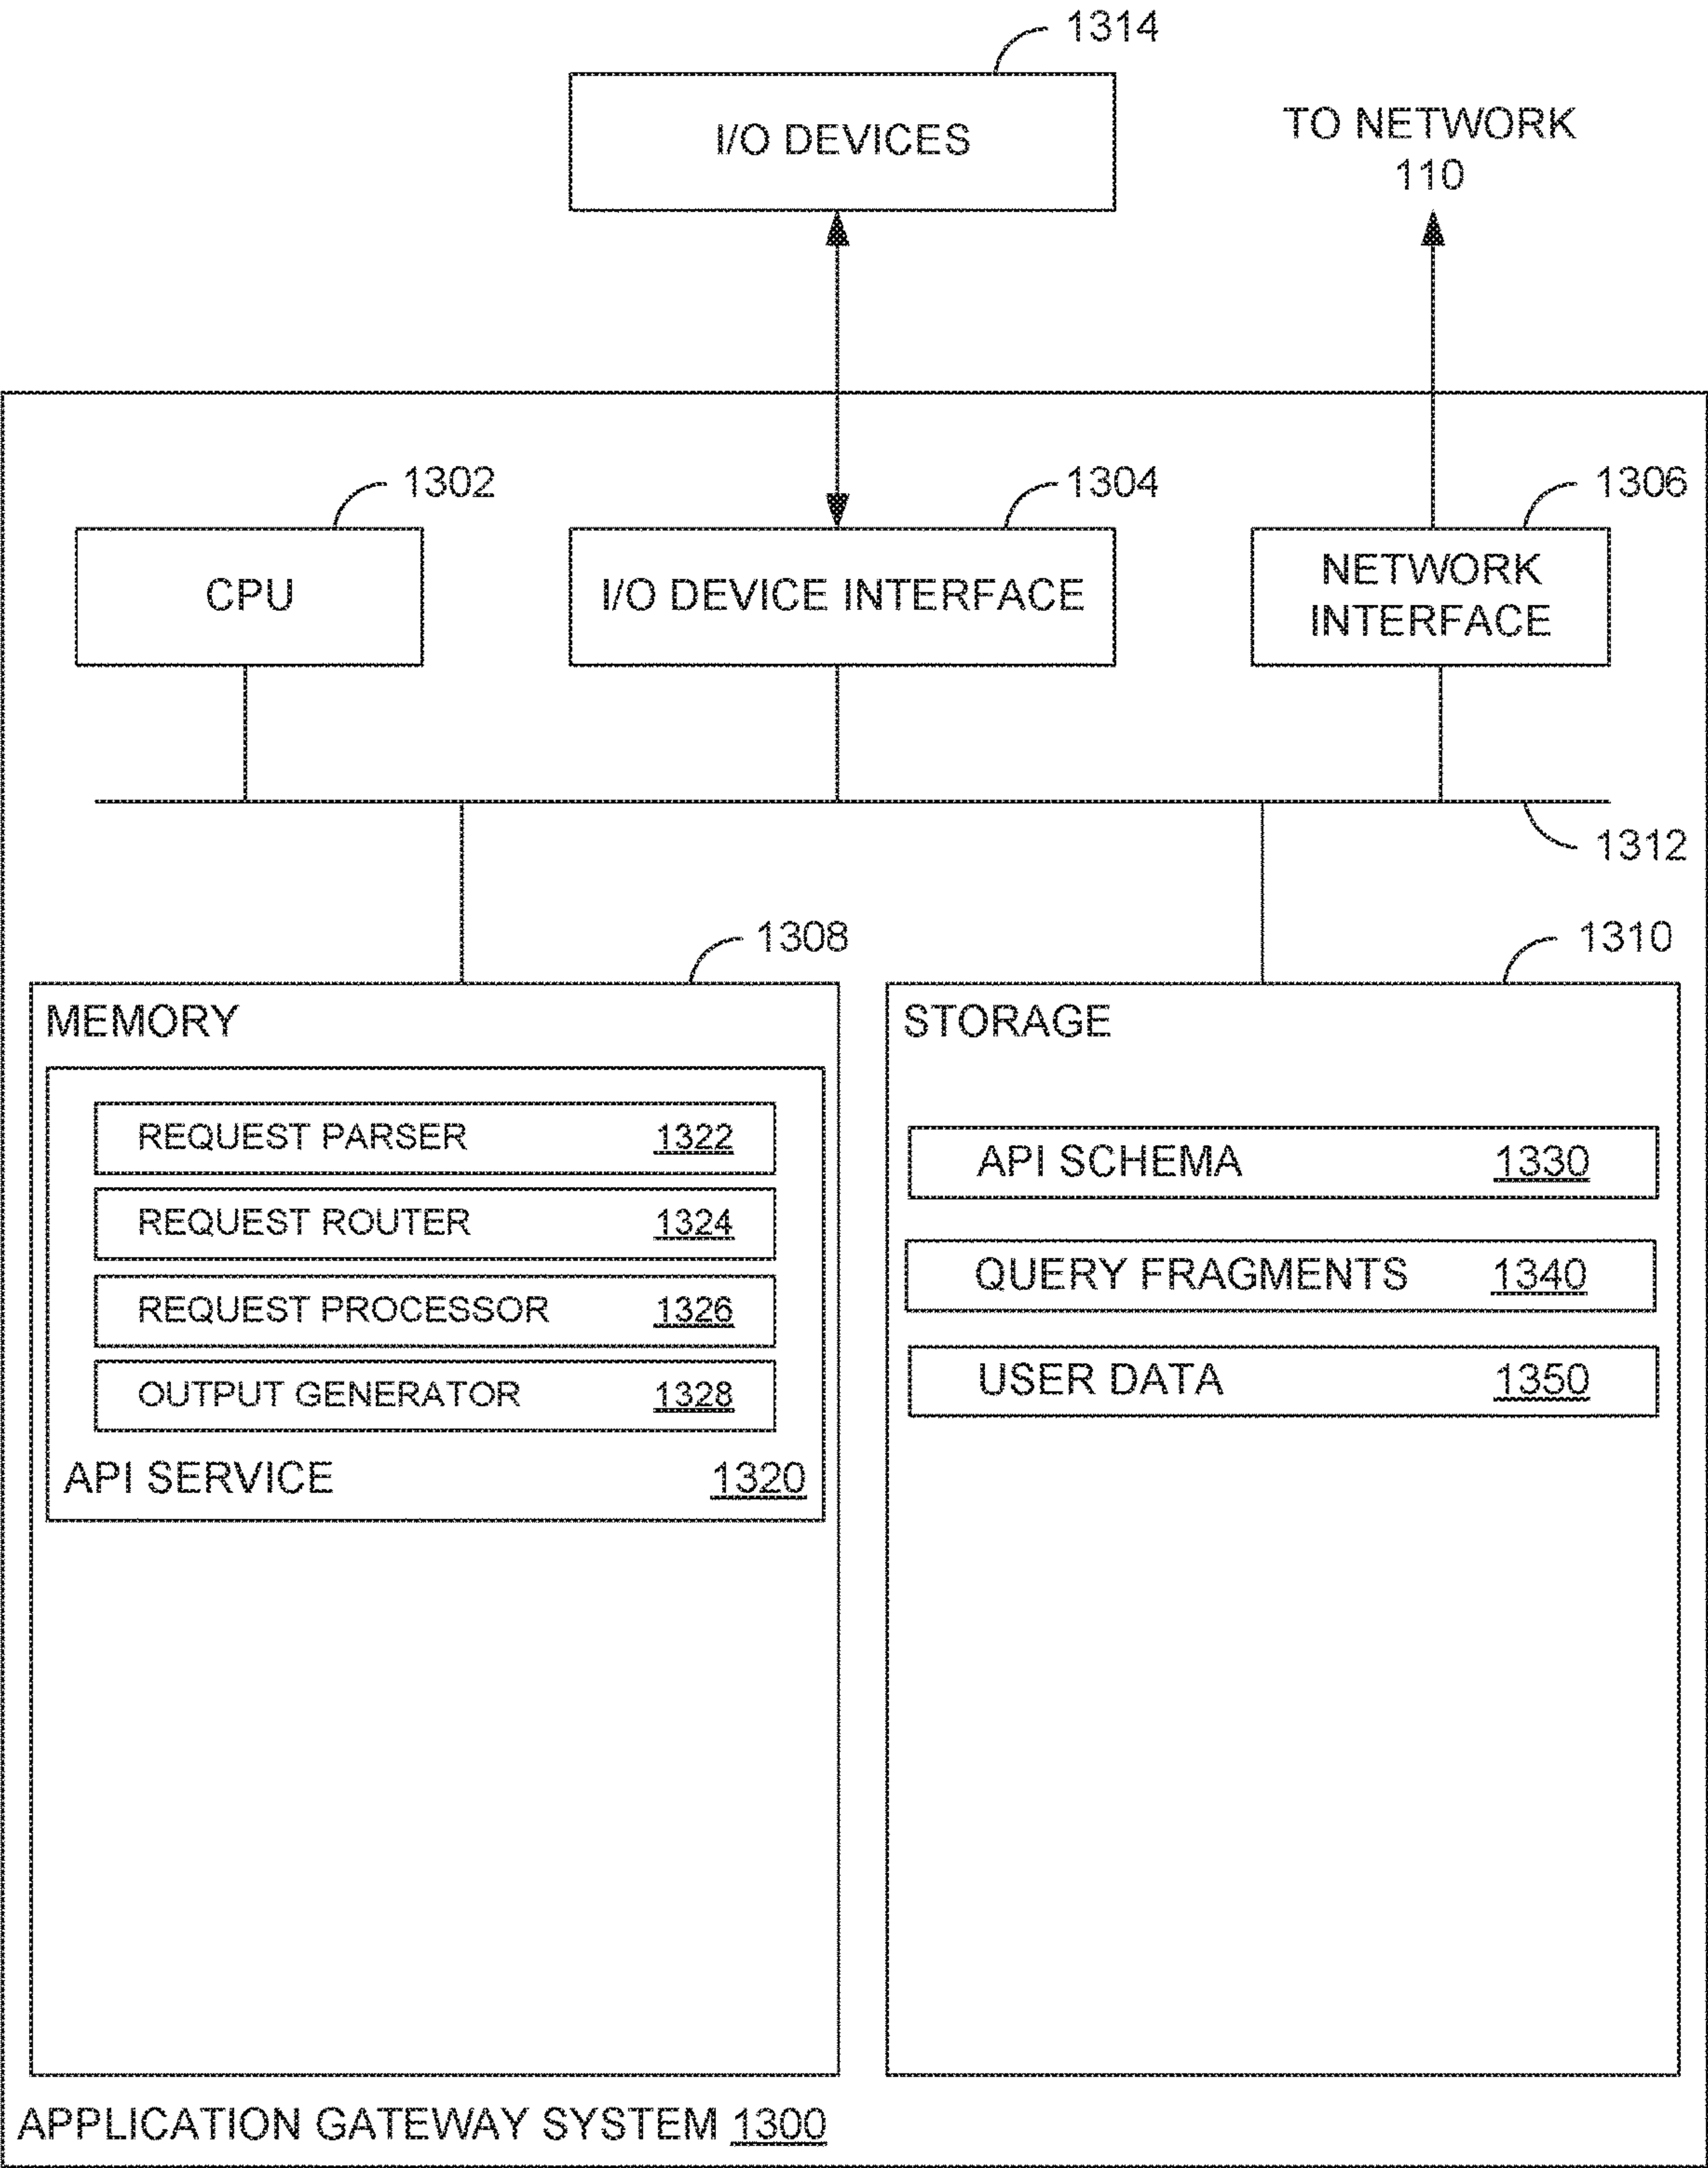 1314
I/O DEVICES
TO NETWORK
110
1302
1304
1306
CPU
I/O DEVICE INTERFACE
NETWORK
INTERFACE
1312
1308
1310
MEMORY
REQUEST PARSER 1322
REQUEST ROUTER 1324
REQUEST PROCESSOR 1326
OUTPUT GENERATOR 1328
API SERVICE 1320
STORAGE
API SCHEMA 1330
QUERY FRAGMENTS 1340
USER DATA 1350
APPLICATION GATEWAY SYSTEM 1300